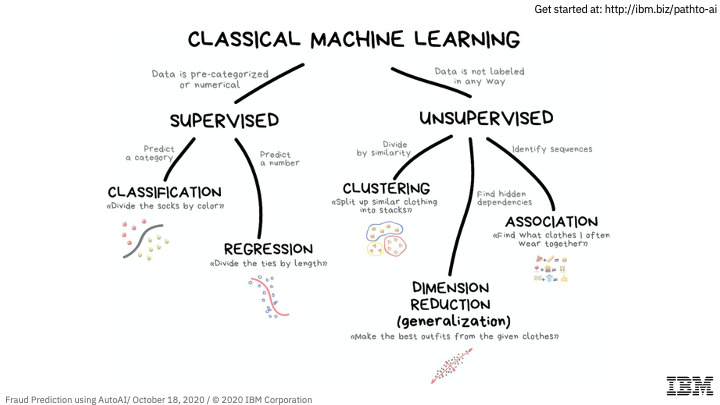 Get started at: http://ibm.biz/pathto-ai
CLASSICAL MACHINE LEARNING
Data is pre-categorized
or numerical
Data is not labeled
in any way
SUPERVISED
UNSUPERVISED
Predict
a category
Predict
a number
Divide
by similarity
Identify sequences
Find hidden
dependencies
CLASSIFICATION
«Divide the socks by color»
REGRESSION
«Divide the ties by length»
CLUSTERING
«Split up similar clothing
into stacks»
ASSOCIATION
«Find what clothes I often
wear together»
DIMENSION
REDUCTION
(generalization)
«Make the best outfits from the given clothes»
Fraud Prediction using AutoAI/ October 18, 2020 / © 2020 IBM Corporation
IBM